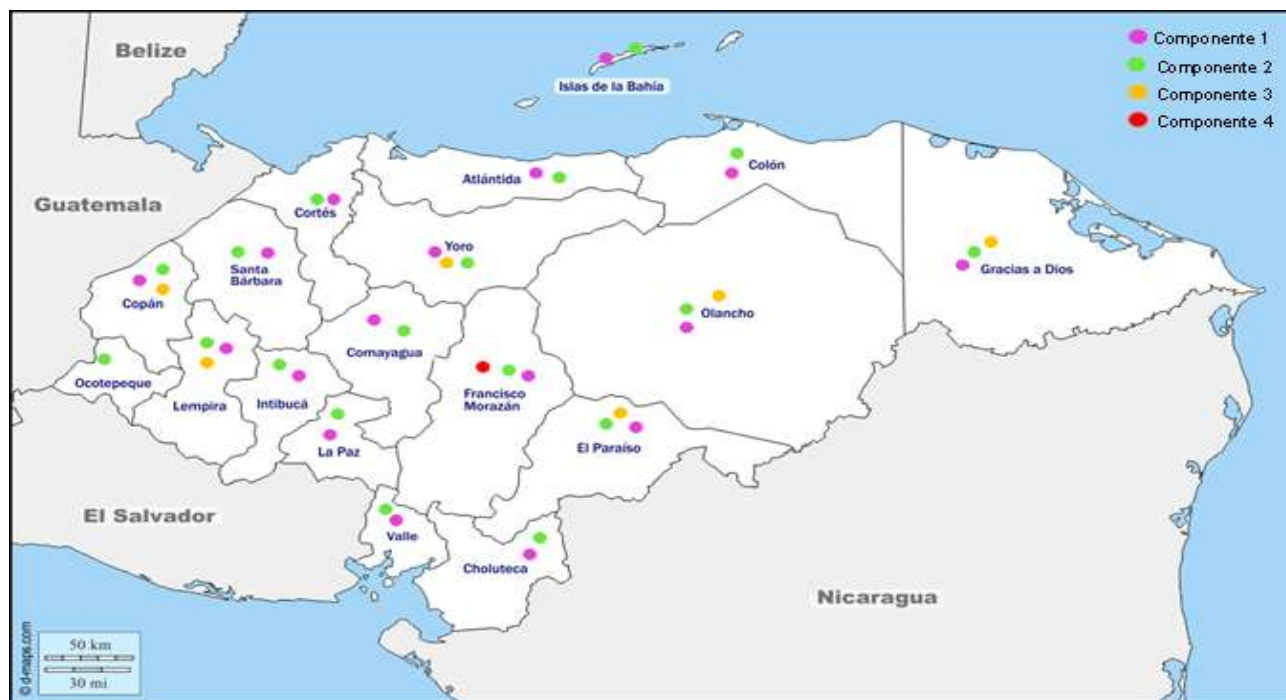 Belize
Componente 1
Componente 2
Componente 3
Componente 4
Islas de la Bahía
Guatemala
Atlántida
Colón
Cortés
Yoro
Santa
Bárbara
Gracias a Dios
Copán
Olancho
Comayagua
Ocotepeque
Lempira
Intibucá
Francisco
Morazán
La Paz
El Paraíso
El Salvador
Valle
Choluteca
Nicaragua
50 km
30 mi
© d-maps.com